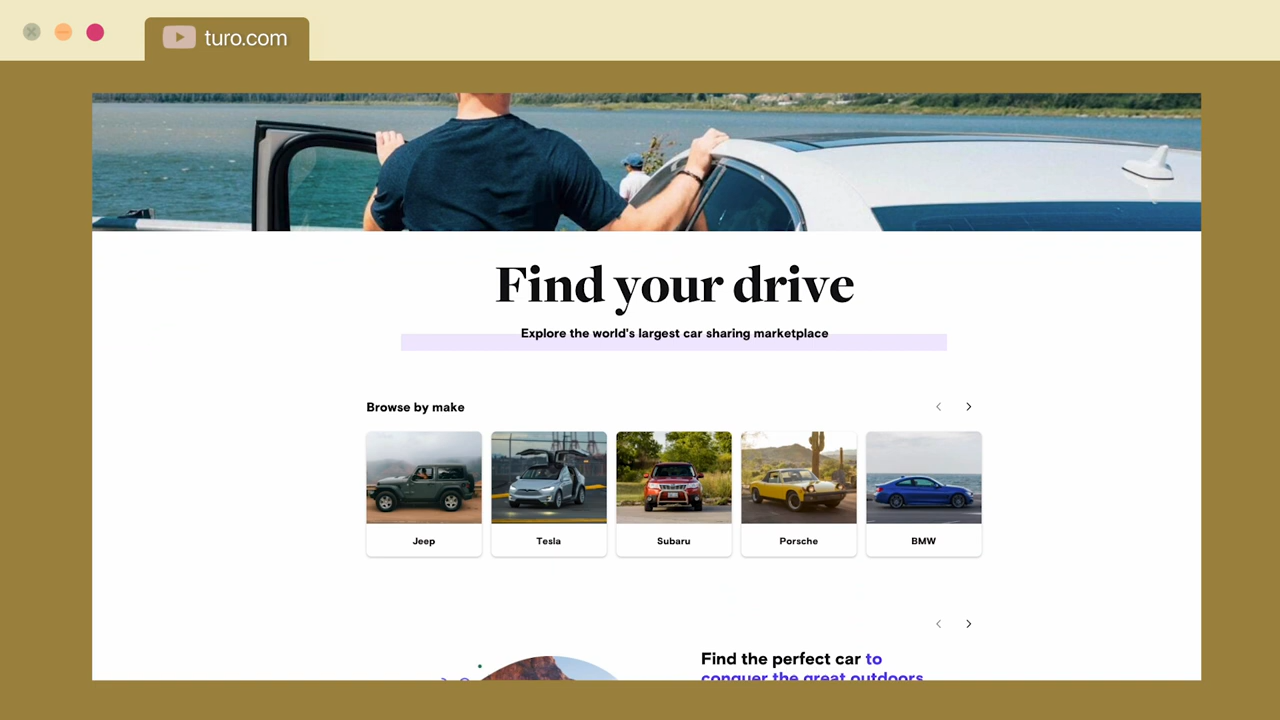 turo.com
Find your drive
Explore the world's largest car sharing marketplace
Browse by make
Jeep
Tesla
Subaru
Porsche
BMW
Find the perfect car to
conquer the great outdoors